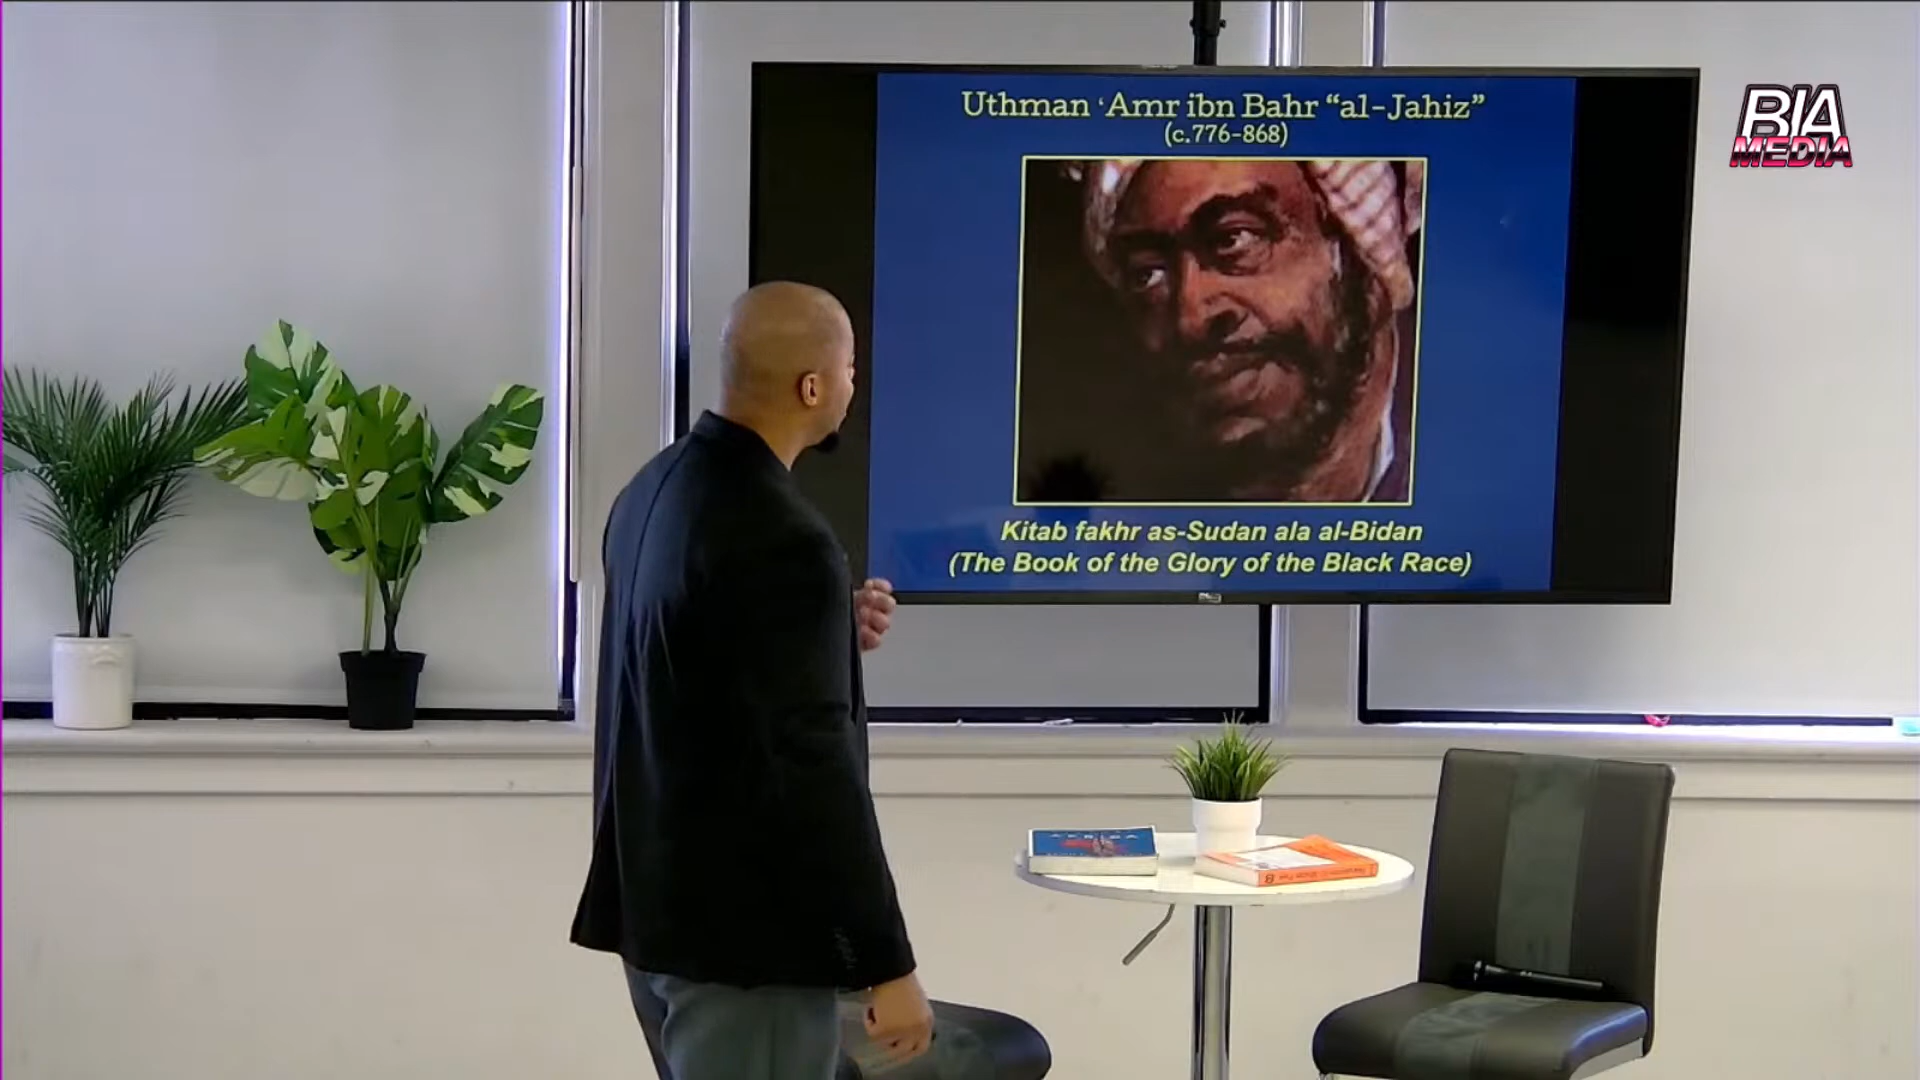 Uthman ‘Amr ibn Bahr “al-Jahiz”
(c.776-868)
Kitab fakhr as-Sudan ala al-Bidan
(The Book of the Glory of the Black Race)
BIA
MEDIA